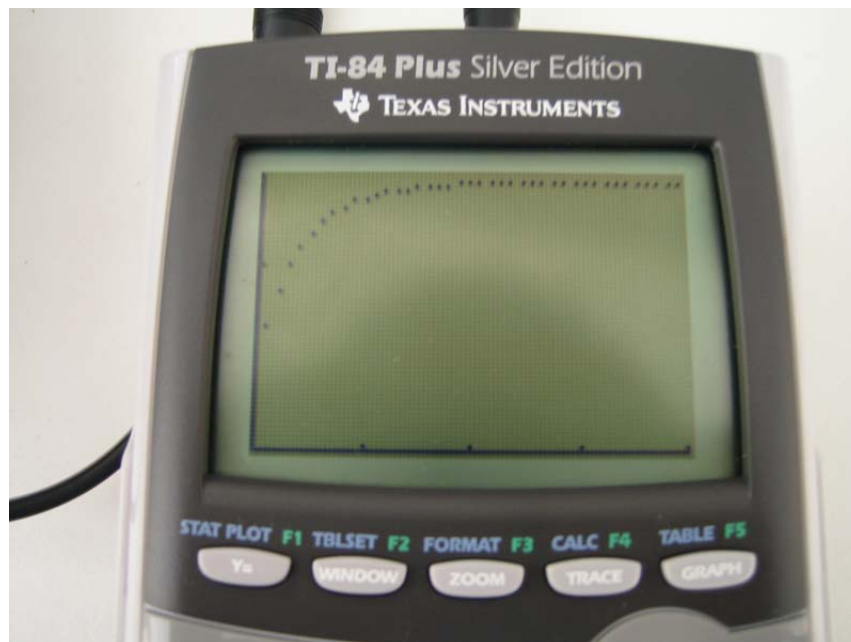 TI-84 Plus Silver Edition
TEXAS INSTRUMENTS
STAT PLOT F1 TBLSET F2 FORMAT F3 CALC F4 TABLE F5
Y= WINDOW ZOOM TRACE GRAPH